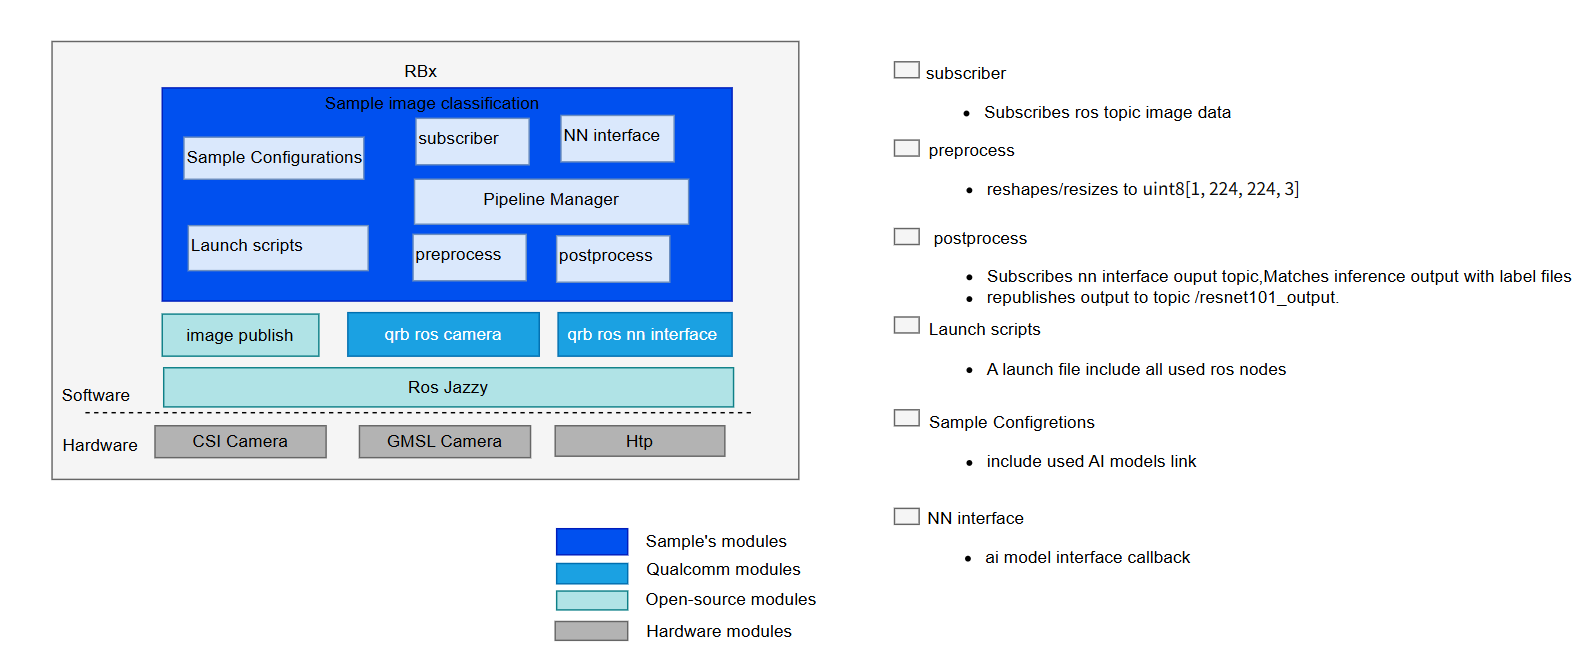 RBx
Sample image classification
subscriber
NN interface
Sample Configurations
Pipeline Manager
Launch scripts
preprocess
postprocess
image publish
qrb ros camera
qrb ros nn interface
Ros Jazzy
Software
Hardware
CSI Camera
GMSL Camera
Htp
Sample's modules
Qualcomm modules
Open-source modules
Hardware modules
subscriber
• Subscribes ros topic image data
preprocess
• reshapes/resizes to uint8[1, 224, 224, 3]
postprocess
• Subscribes nn interface ouput topic,Matches inference output with label files
• republishes output to topic /resnet101_output.
Launch scripts
• A launch file include all used ros nodes
Sample Configretions
• include used AI models link
NN interface
• ai model interface callback